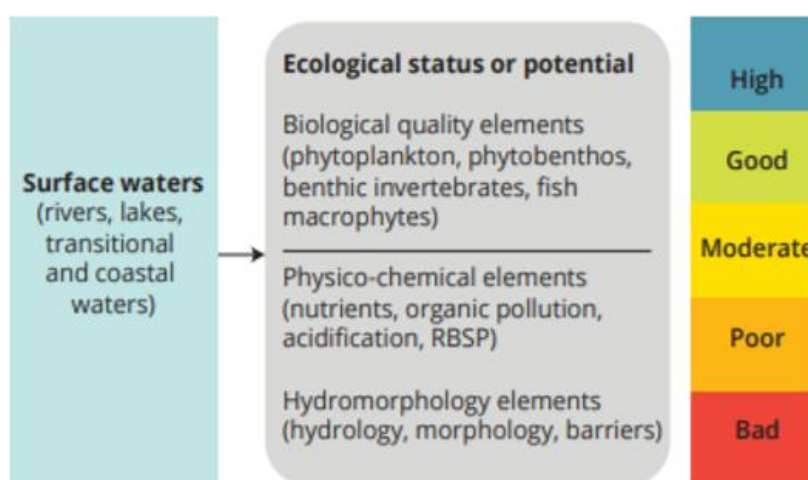 Surface waters
(rivers, lakes,
transitional
and coastal
waters)
Ecological status or potential
Biological quality elements
(phytoplankton, phytobenthos,
benthic invertebrates, fish
macrophytes)
Physico-chemical elements
(nutrients, organic pollution,
acidification, RBSP)
Hydromorphology elements
(hydrology, morphology, barriers)
High
Good
Moderate
Poor
Bad